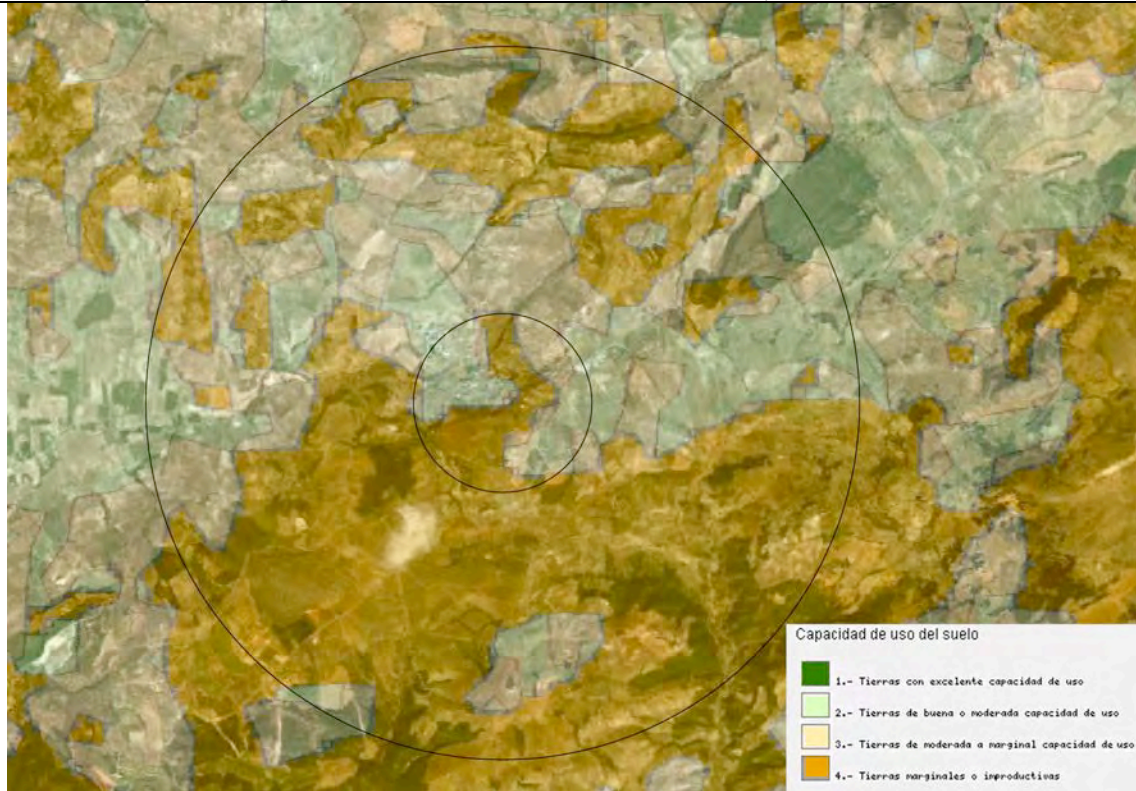 Capacidad de uso del suelo
1.- Tierras con excelente capacidad de uso
2.- Tierras de buena o moderada capacidad de uso
3.- Tierras de moderada a marginal capacidad de uso
4.- Tierras marginales o improductivas